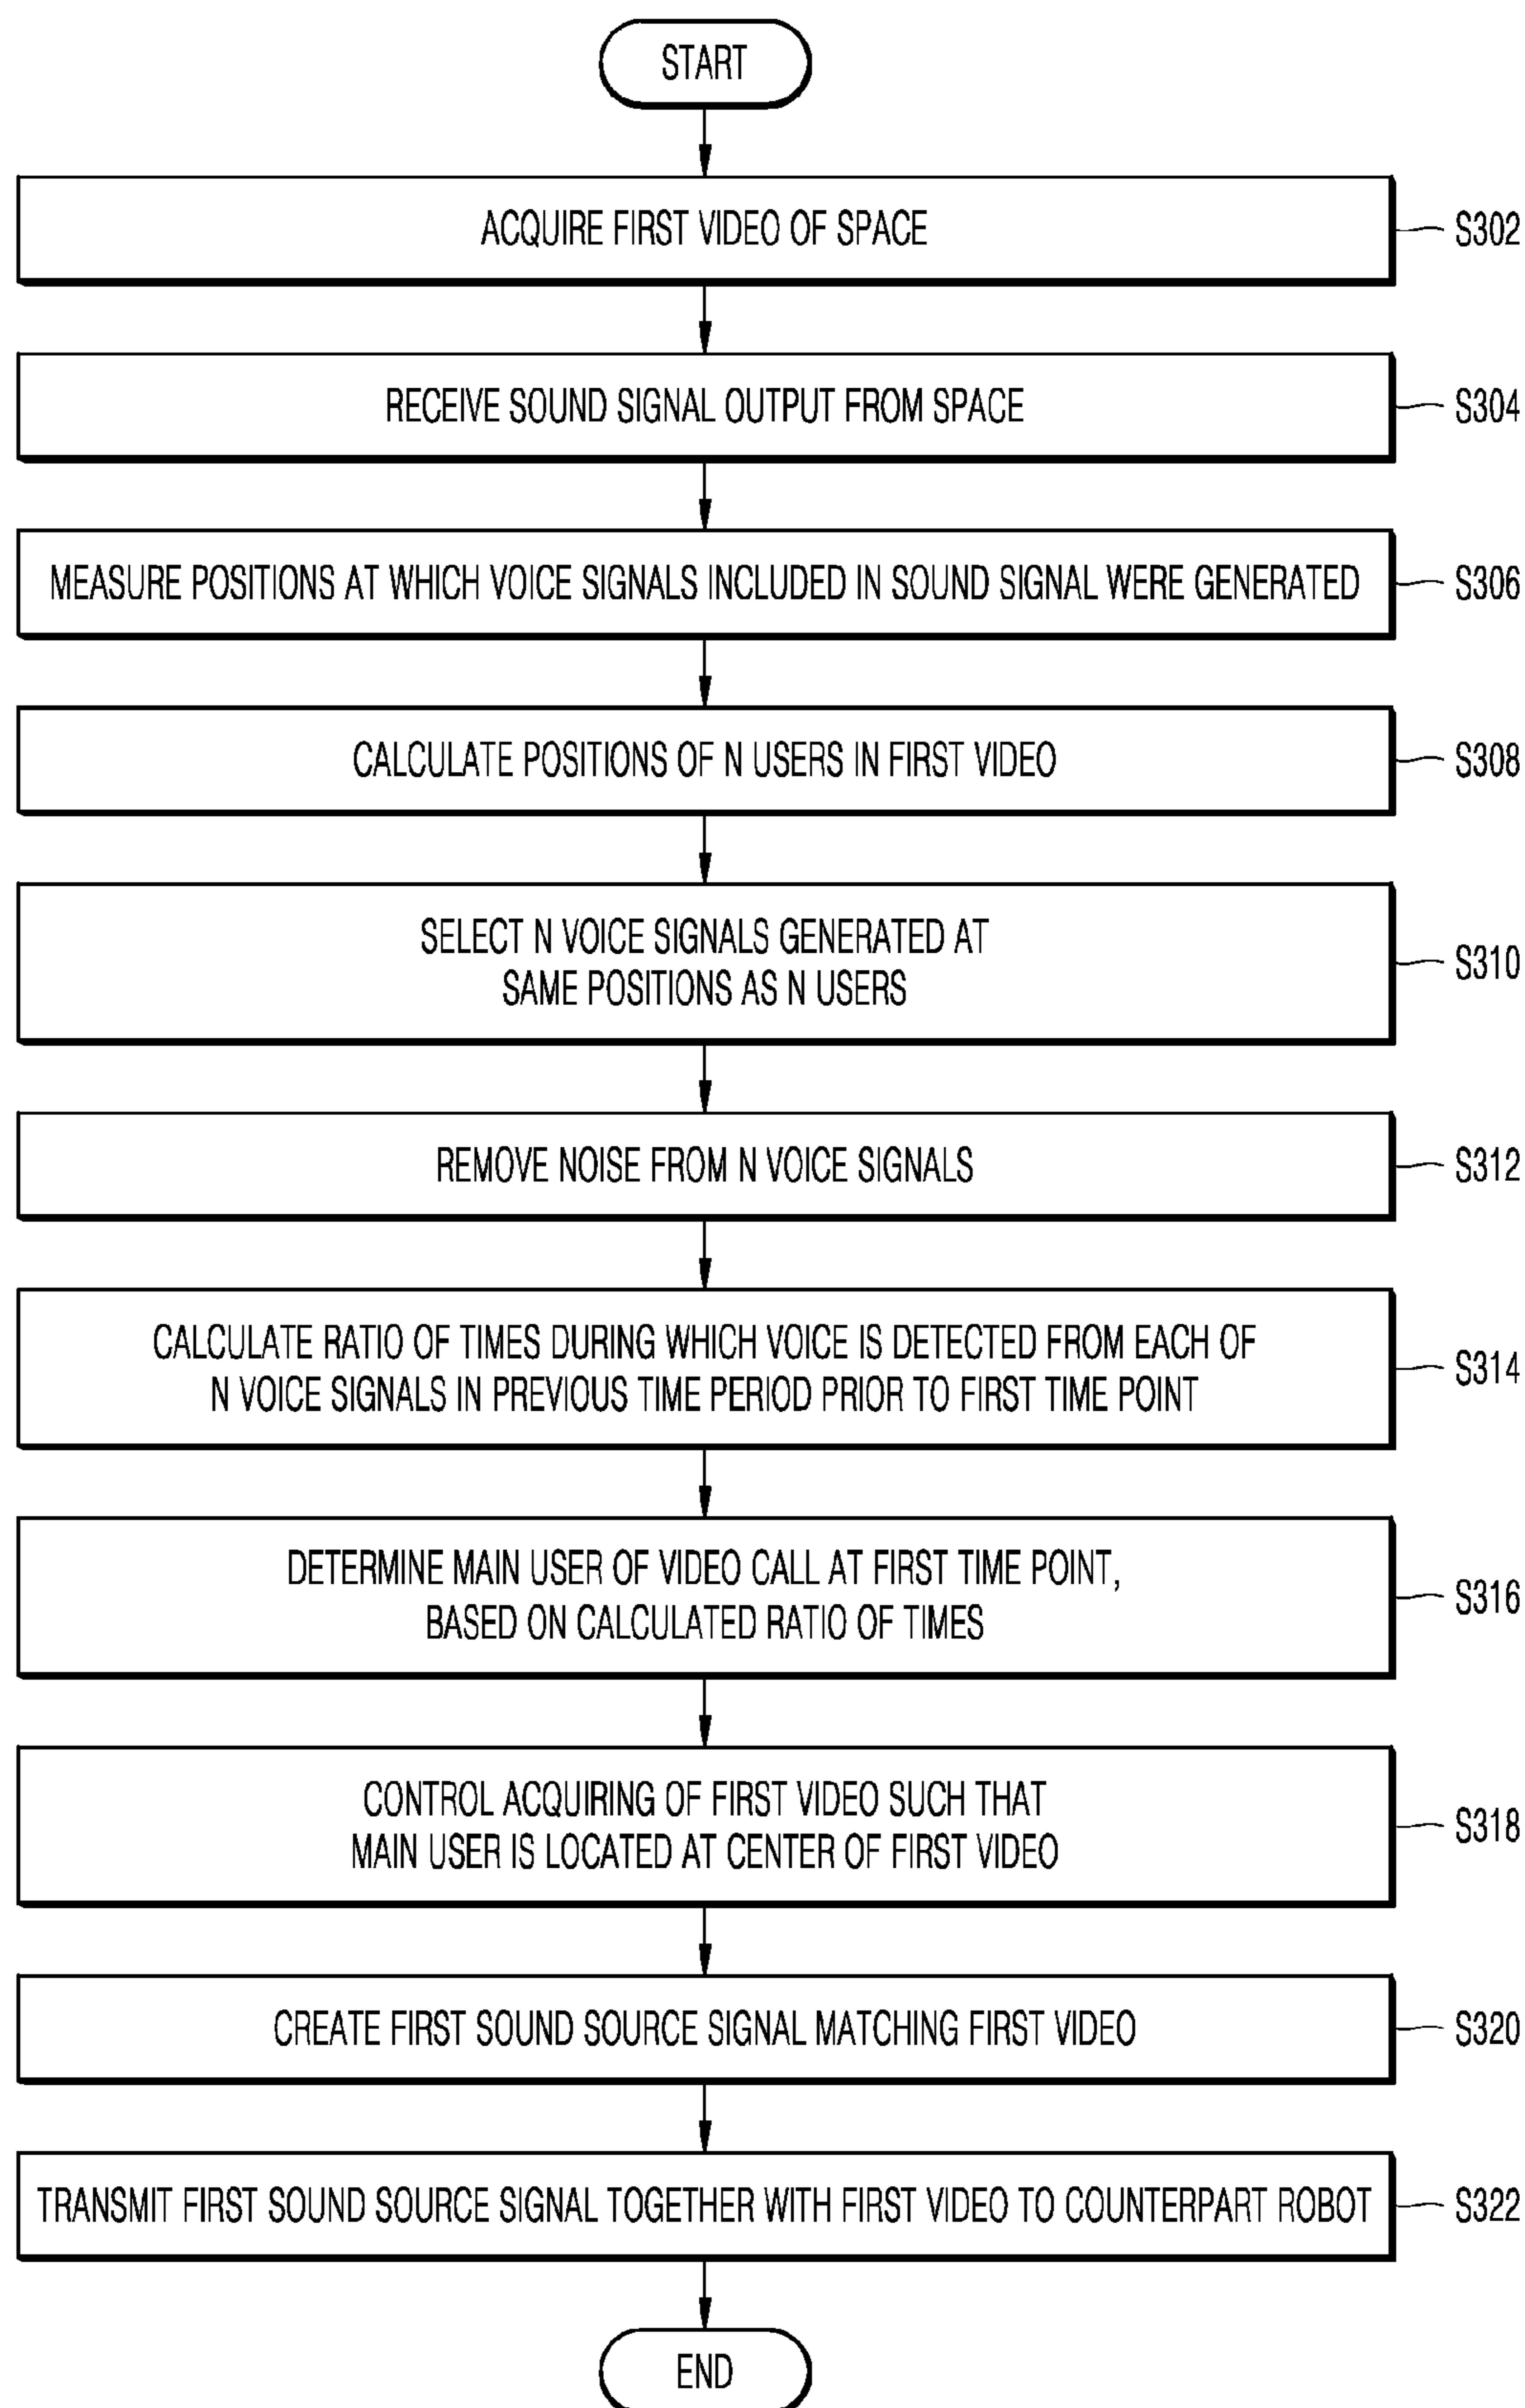 START
ACQUIRE FIRST VIDEO OF SPACE
S302
RECEIVE SOUND SIGNAL OUTPUT FROM SPACE
S304
MEASURE POSITIONS AT WHICH VOICE SIGNALS INCLUDED IN SOUND SIGNAL WERE GENERATED
S306
CALCULATE POSITIONS OF N USERS IN FIRST VIDEO
S308
SELECT N VOICE SIGNALS GENERATED AT
SAME POSITIONS AS N USERS
S310
REMOVE NOISE FROM N VOICE SIGNALS
S312
CALCULATE RATIO OF TIMES DURING WHICH VOICE IS DETECTED FROM EACH OF
N VOICE SIGNALS IN PREVIOUS TIME PERIOD PRIOR TO FIRST TIME POINT
S314
DETERMINE MAIN USER OF VIDEO CALL AT FIRST TIME POINT,
BASED ON CALCULATED RATIO OF TIMES
S316
CONTROL ACQUIRING OF FIRST VIDEO SUCH THAT
MAIN USER IS LOCATED AT CENTER OF FIRST VIDEO
S318
CREATE FIRST SOUND SOURCE SIGNAL MATCHING FIRST VIDEO
S320
TRANSMIT FIRST SOUND SOURCE SIGNAL TOGETHER WITH FIRST VIDEO TO COUNTERPART ROBOT
S322
END